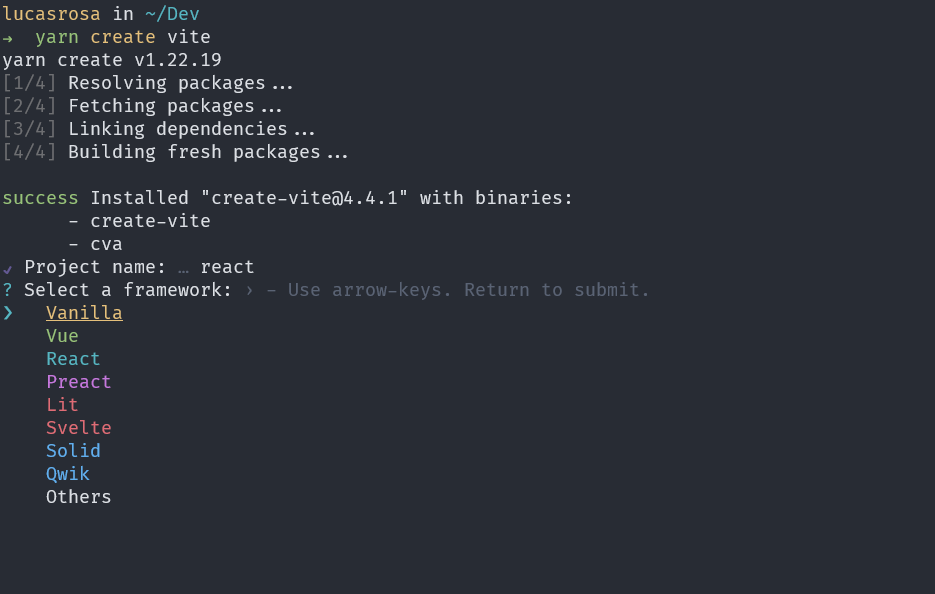 lucasrosa in ~/Dev
→ yarn create vite
yarn create v1.22.19
[1/4] Resolving packages...
[2/4] Fetching packages...
[3/4] Linking dependencies...
[4/4] Building fresh packages...
success Installed "create-vite@4.4.1" with binaries:
- create-vite
- cva
✔ Project name: … react
? Select a framework: › - Use arrow-keys. Return to submit.
❯ Vanilla
Vue
React
Preact
Lit
Svelte
Solid
Qwik
Others